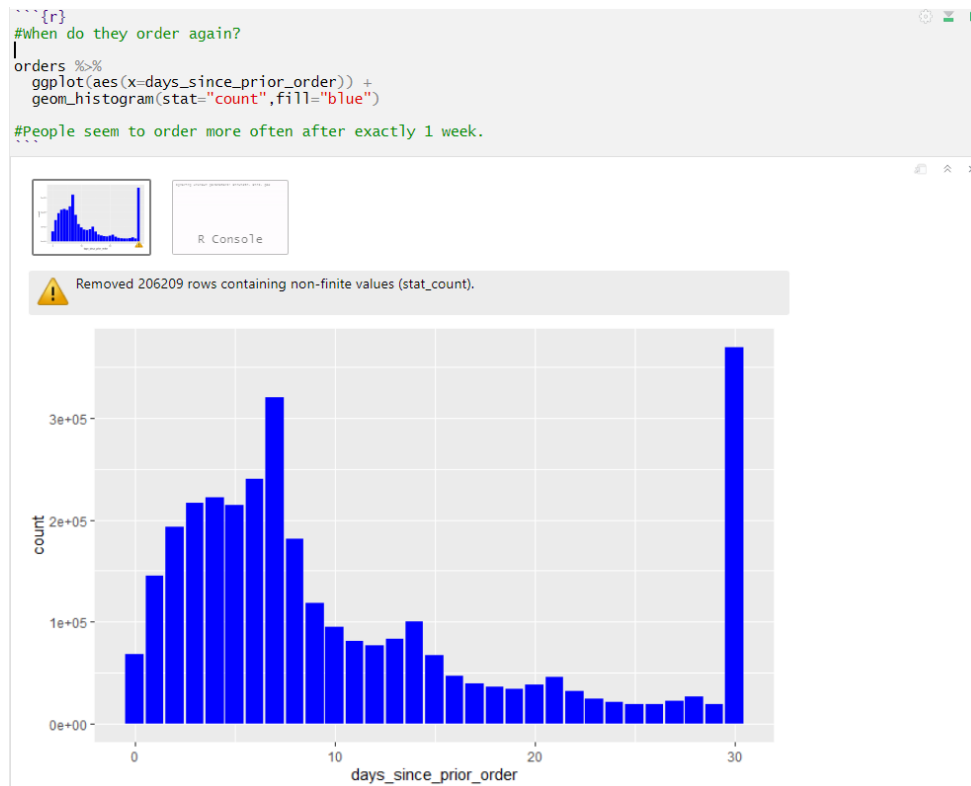 ```{r}
#When do they order again?
orders %>%
  ggplot(aes(x=days_since_prior_order)) +
  geom_histogram(stat="count",fill="blue")
#People seem to order more often after exactly 1 week.
```
R Console
Removed 206209 rows containing non-finite values (stat_count).
3e+05
2e+05
1e+05
0e+00
count
0 10 20 30
days_since_prior_order